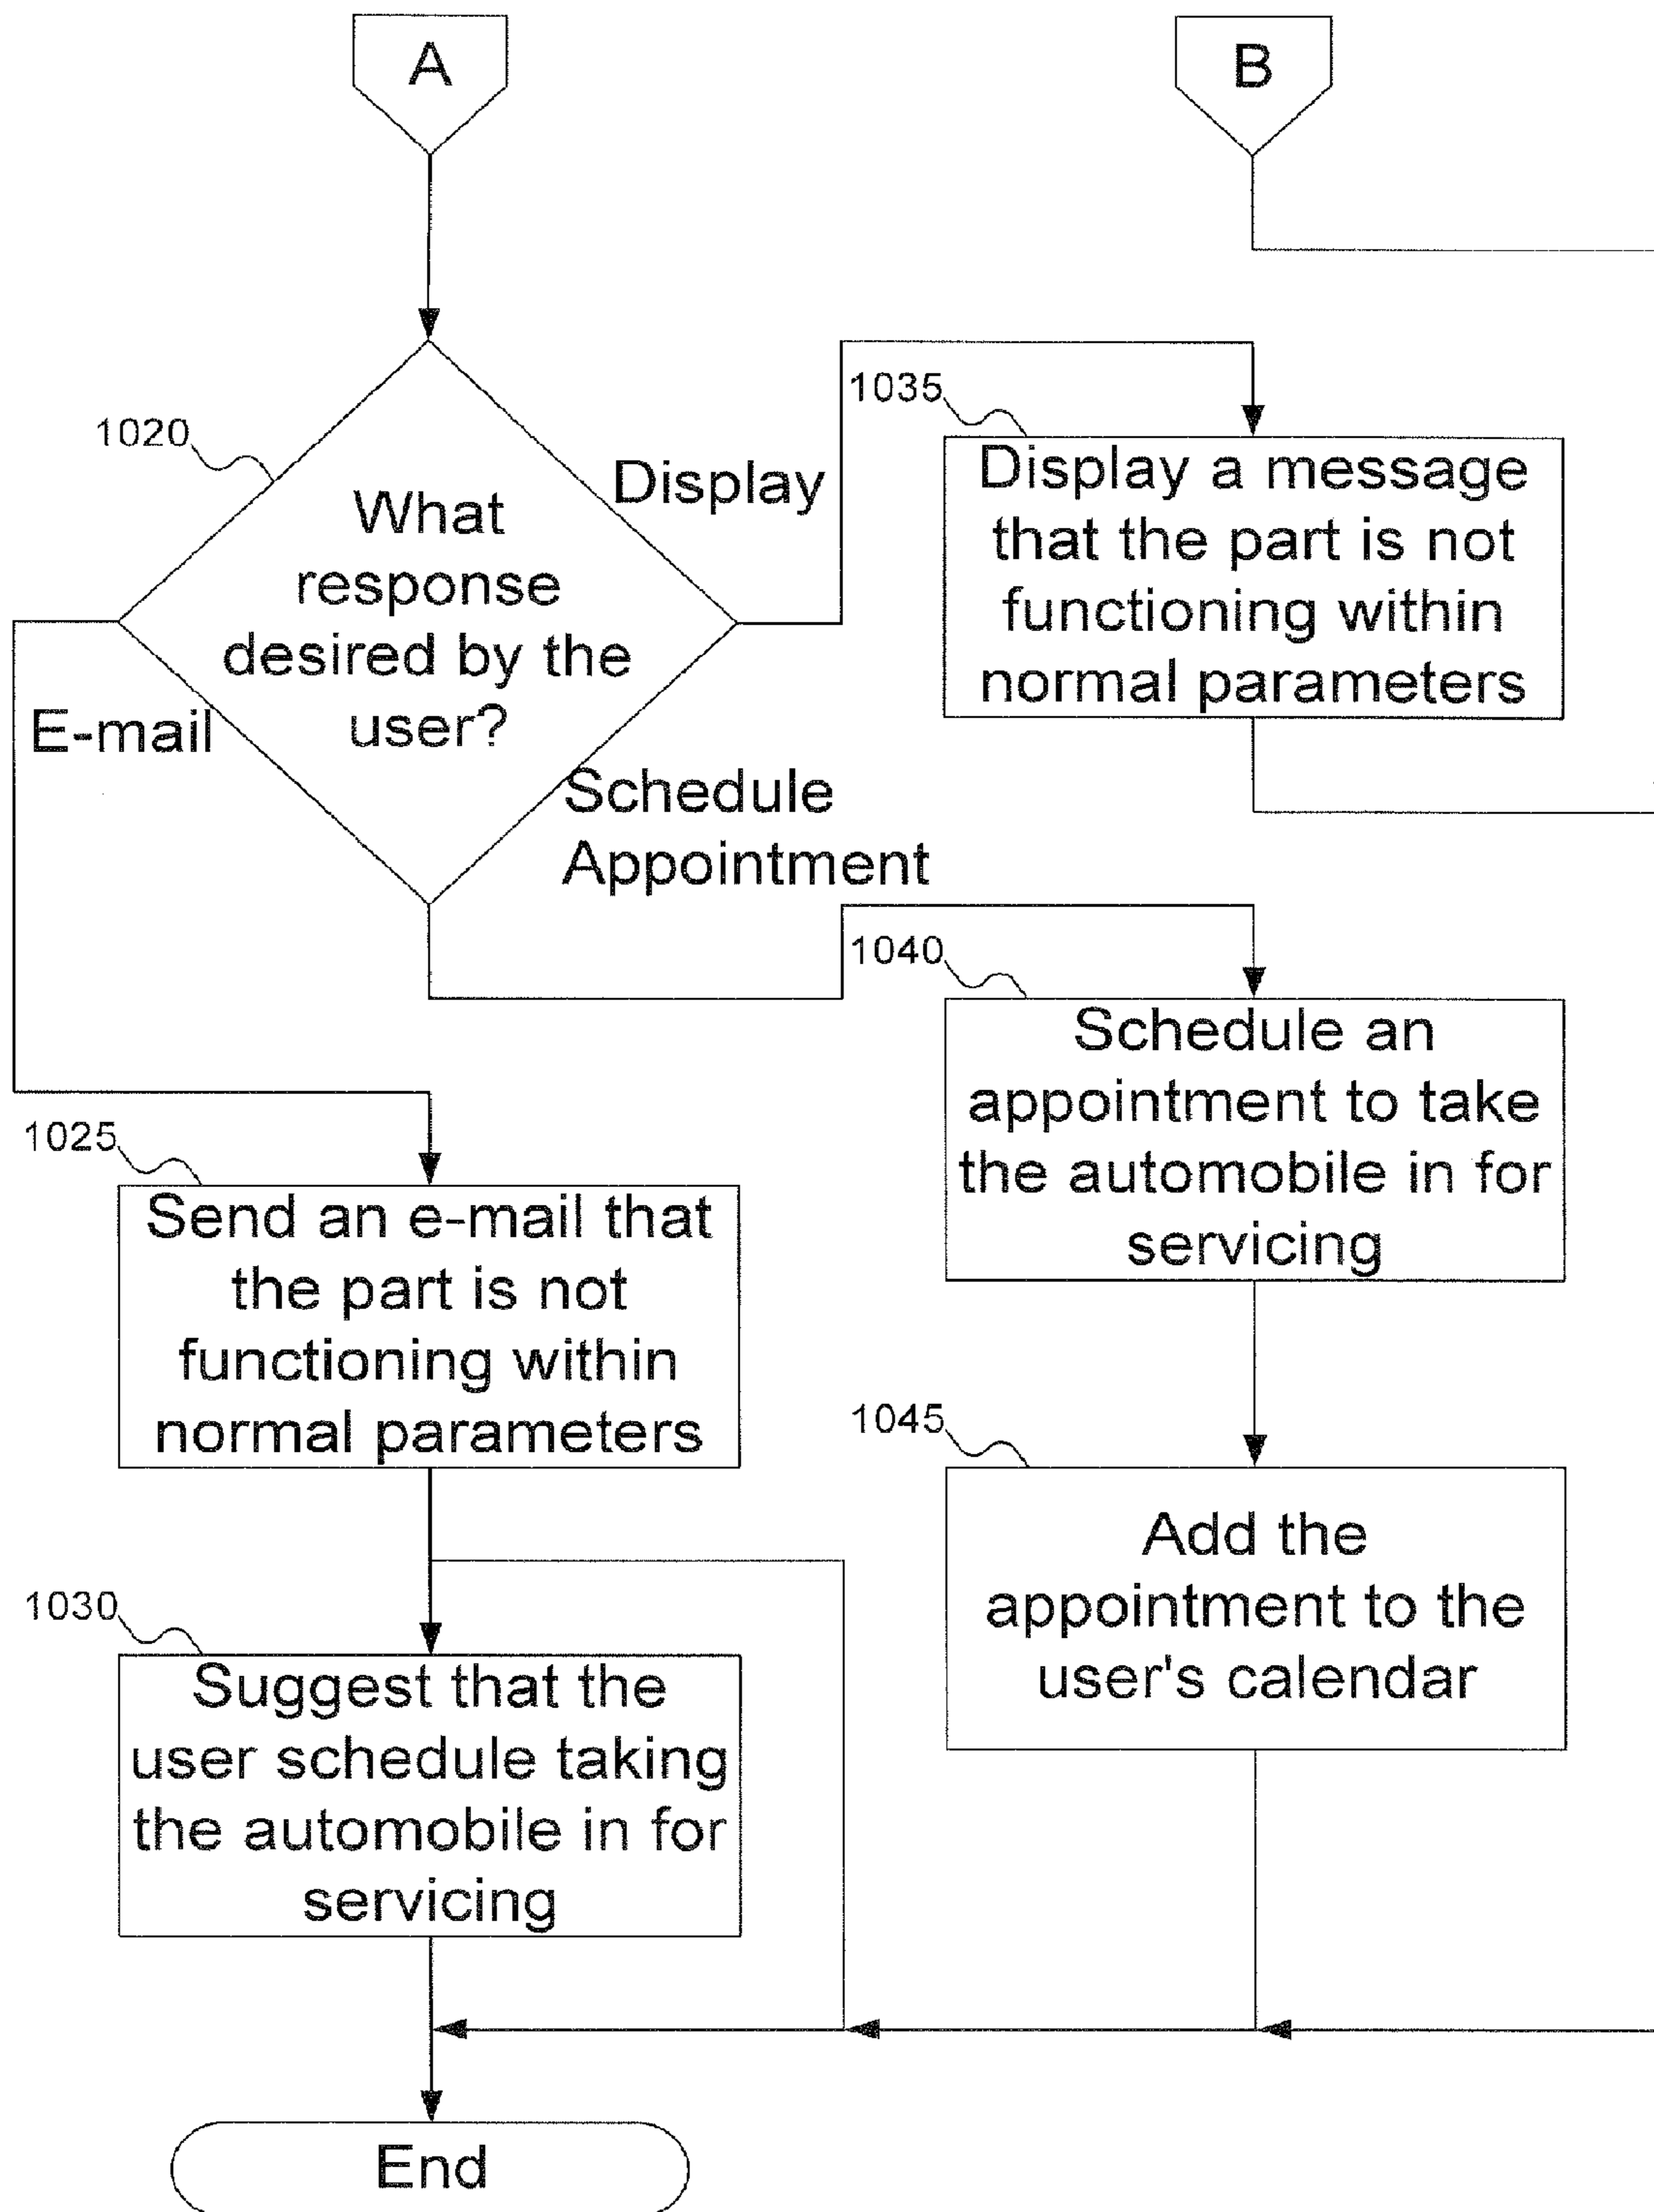 A
B
1020
What
response
desired by the
user?
Display
E-mail
Schedule
Appointment
1035
Display a message
that the part is not
functioning within
normal parameters
1040
Schedule an
appointment to take
the automobile in for
servicing
1025
Send an e-mail that
the part is not
functioning within
normal parameters
1045
Add the
appointment to the
user's calendar
1030
Suggest that the
user schedule taking
the automobile in for
servicing
End